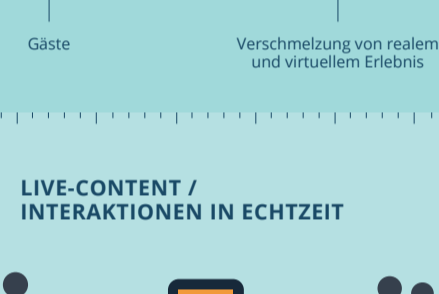 Gäste
Verschmelzung von realem
und virtuellem Erlebnis
LIVE-CONTENT /
INTERAKTIONEN IN ECHTZEIT